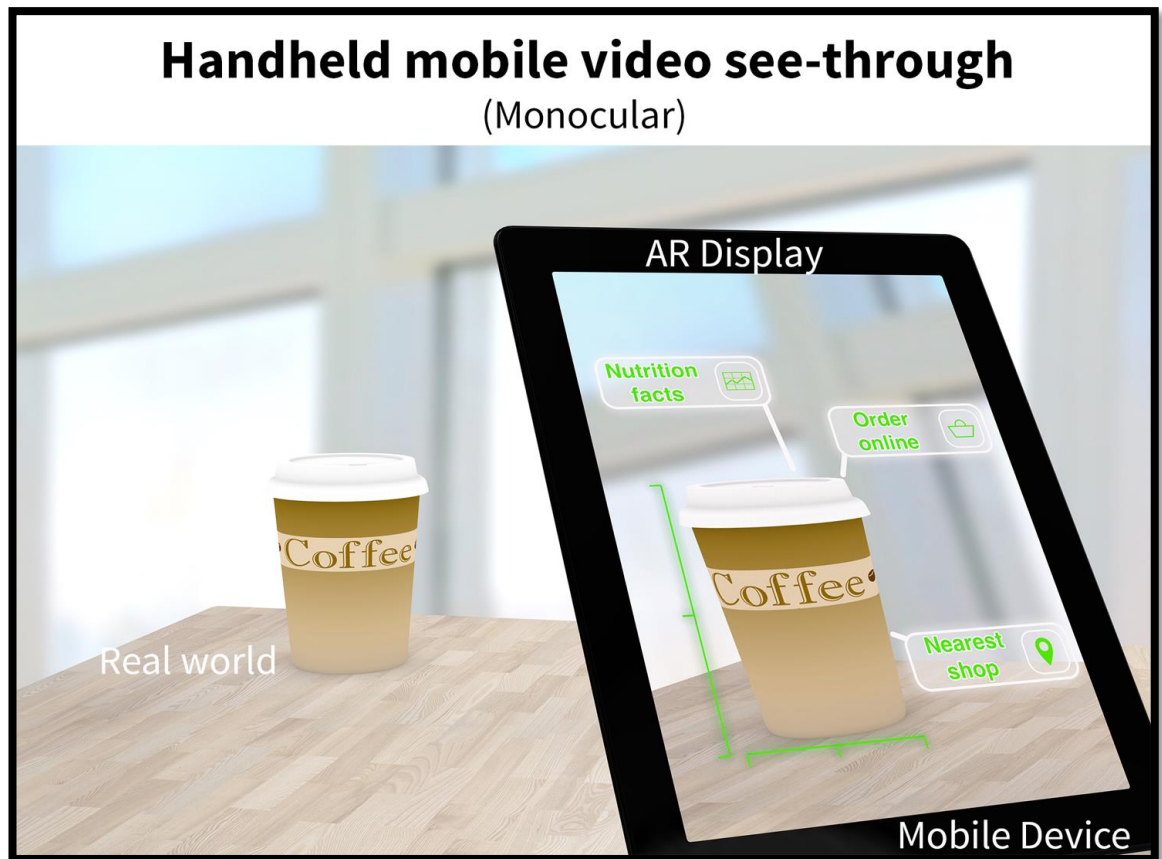 Handheld mobile video see-through
(Monocular)
AR Display
Nutrition
facts
Order
online
Coffee
Coffee
Nearest
shop
Real world
Mobile Device